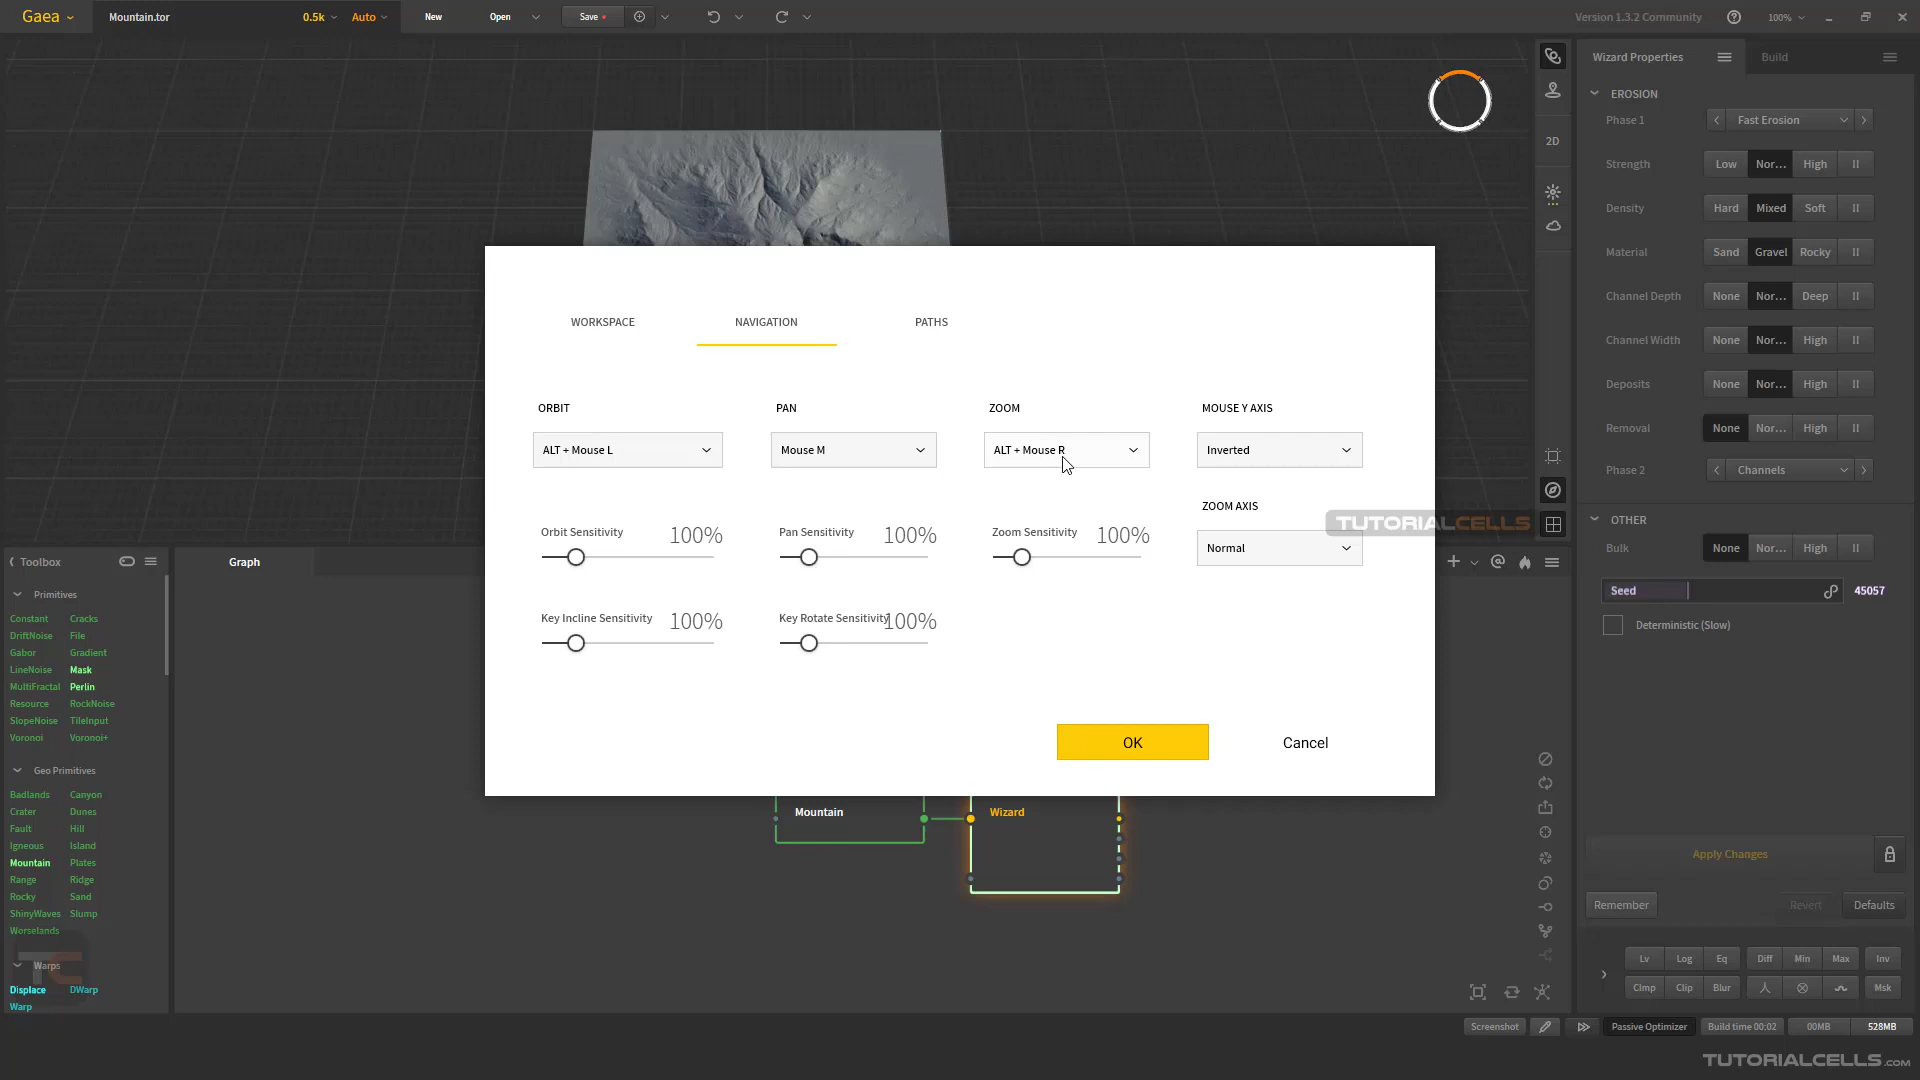 Gaea
Mountain.tor
0.5k
Auto
New
Open
Save
Version 1.3.2 Community
100%
Wizard Properties
Build
2D
EROSION
Phase 1
Fast Erosion
Strength
Low
Nor...
High
Density
Hard
Mixed
Soft
Material
Sand
Gravel
Rocky
Channel Depth
None
Nor...
Deep
Channel Width
None
Nor...
High
Deposits
None
Nor...
High
Removal
None
Nor...
High
Phase 2
Channels
OTHER
Bulk
None
Nor...
High
Seed
45057
Deterministic (Slow)
Apply Changes
Remember
Revert
Defaults
Lv
Log
Eq
Diff
Min
Max
Inv
Clmp
Clip
Blur
Msk
WORKSPACE
NAVIGATION
PATHS
ORBIT
PAN
ZOOM
MOUSE Y AXIS
ALT + Mouse L
Mouse M
ALT + Mouse R
Inverted
ZOOM AXIS
Orbit Sensitivity
100%
Pan Sensitivity
100%
Zoom Sensitivity
100%
Normal
Key Incline Sensitivity
100%
Key Rotate Sensitivity
100%
OK
Cancel
TUTORIALCELLS
Toolbox
Graph
Primitives
Constant
Cracks
DriftNoise
File
Gabor
Gradient
LineNoise
Mask
MultiFractal
Perlin
Resource
RockNoise
SlopeNoise
TileInput
Voronoi
Voronoi+
Geo Primitives
Badlands
Canyon
Crater
Dunes
Fault
Hill
Igneous
Island
Mountain
Plates
Range
Ridge
Rocky
Sand
ShinyWaves
Slump
Worselands
Warps
Displace
DWarp
Warp
TC
Mountain
Wizard
Screenshot
Passive Optimizer
Build time 00:02
00MB
528MB
TUTORIALCELLS.COM